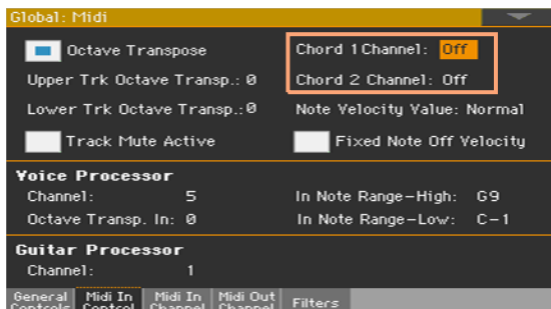 Global: Midi
Octave Transpose Chord 1 Channel: Off
Upper Trk Octave Transp.: 0 Chord 2 Channel: Off
Lower Trk Octave Transp.: 0 Note Velocity Value: Normal
Track Mute Active Fixed Note Off Velocity
Voice Processor
Channel: 5 In Note Range-High: G9
Octave Transp. In: 0 In Note Range-Low: C-1
Guitar Processor
Channel: 1
General Controls Midi In Control Midi In Channel Midi Out Channel Filters